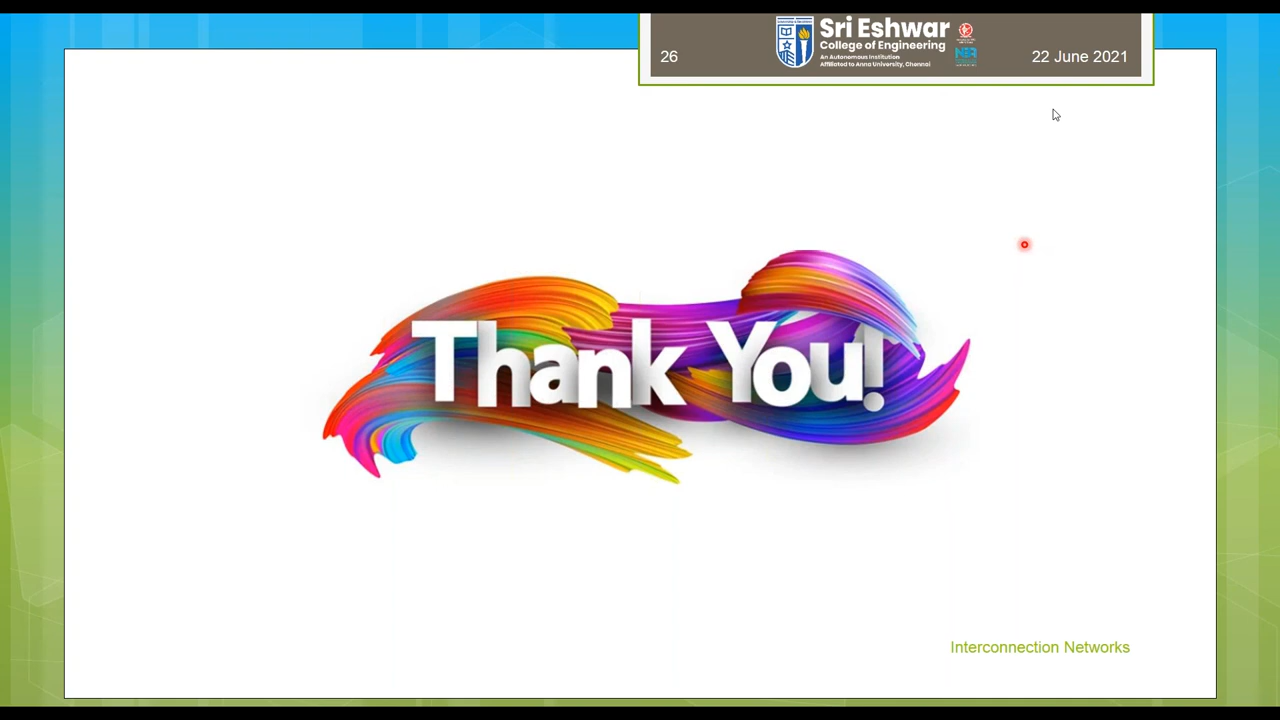 26
Sri Eshwar
College of Engineering
An Autonomous Institution
Affiliated to Anna University, Chennai
22 June 2021
Thank You!
Interconnection Networks